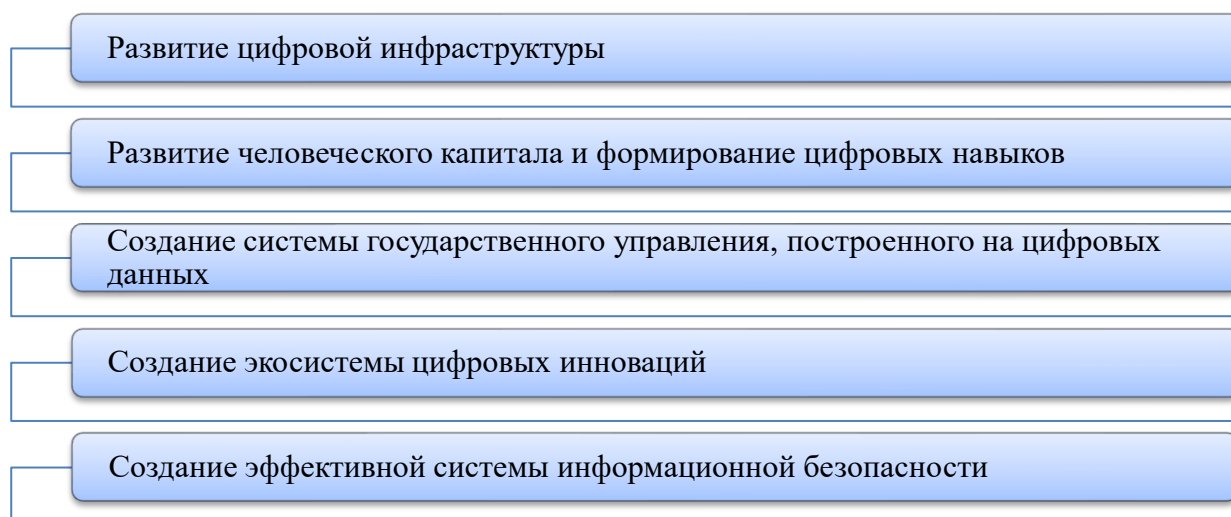 Развитие цифровой инфраструктуры
Развитие человеческого капитала и формирование цифровых навыков
Создание системы государственного управления, построенного на цифровых
данных
Создание экосистемы цифровых инноваций
Создание эффективной системы информационной безопасности